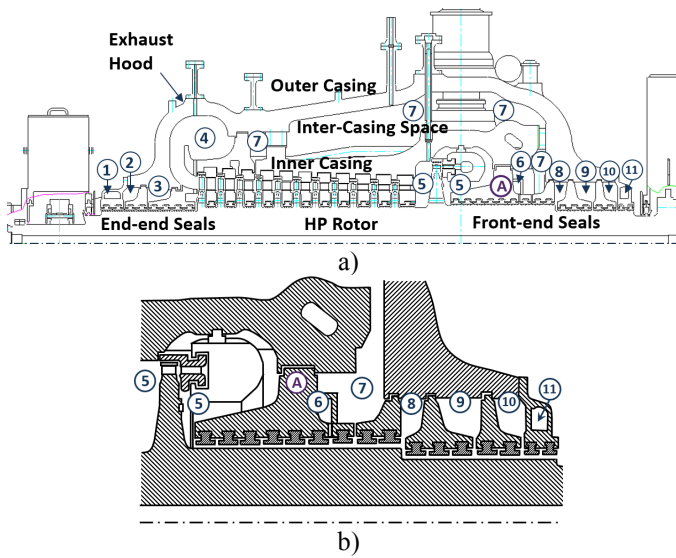 Exhaust
Hood
Outer Casing
7
7
4
7
Inter-Casing Space
Inner Casing
1
2
3
5
5
A
6
7
8
9
10
11
End-end Seals
HP Rotor
Front-end Seals
a)
5
5
A
6
7
8
9
10
11
b)